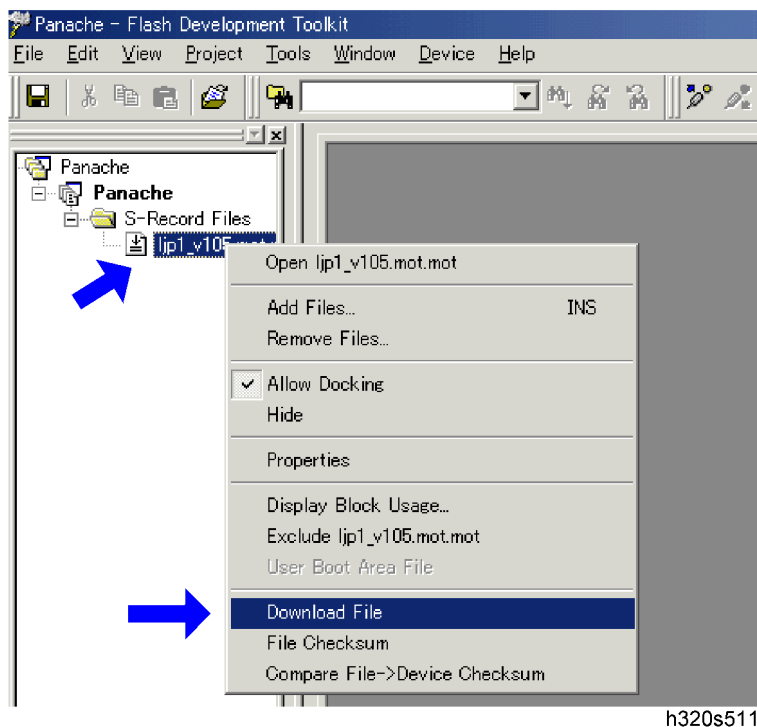 Panache - Flash Development Toolkit
File Edit View Project Tools Window Device Help
Panache
Panache
S-Record Files
ljp1_v105.mot.
Open ljp1_v105.mot.mot
Add Files... INS
Remove Files...
Allow Docking
Hide
Properties
Display Block Usage...
Exclude ljp1_v105.mot.mot
User Boot Area File
Download File
File Checksum
Compare File->Device Checksum
h320s511